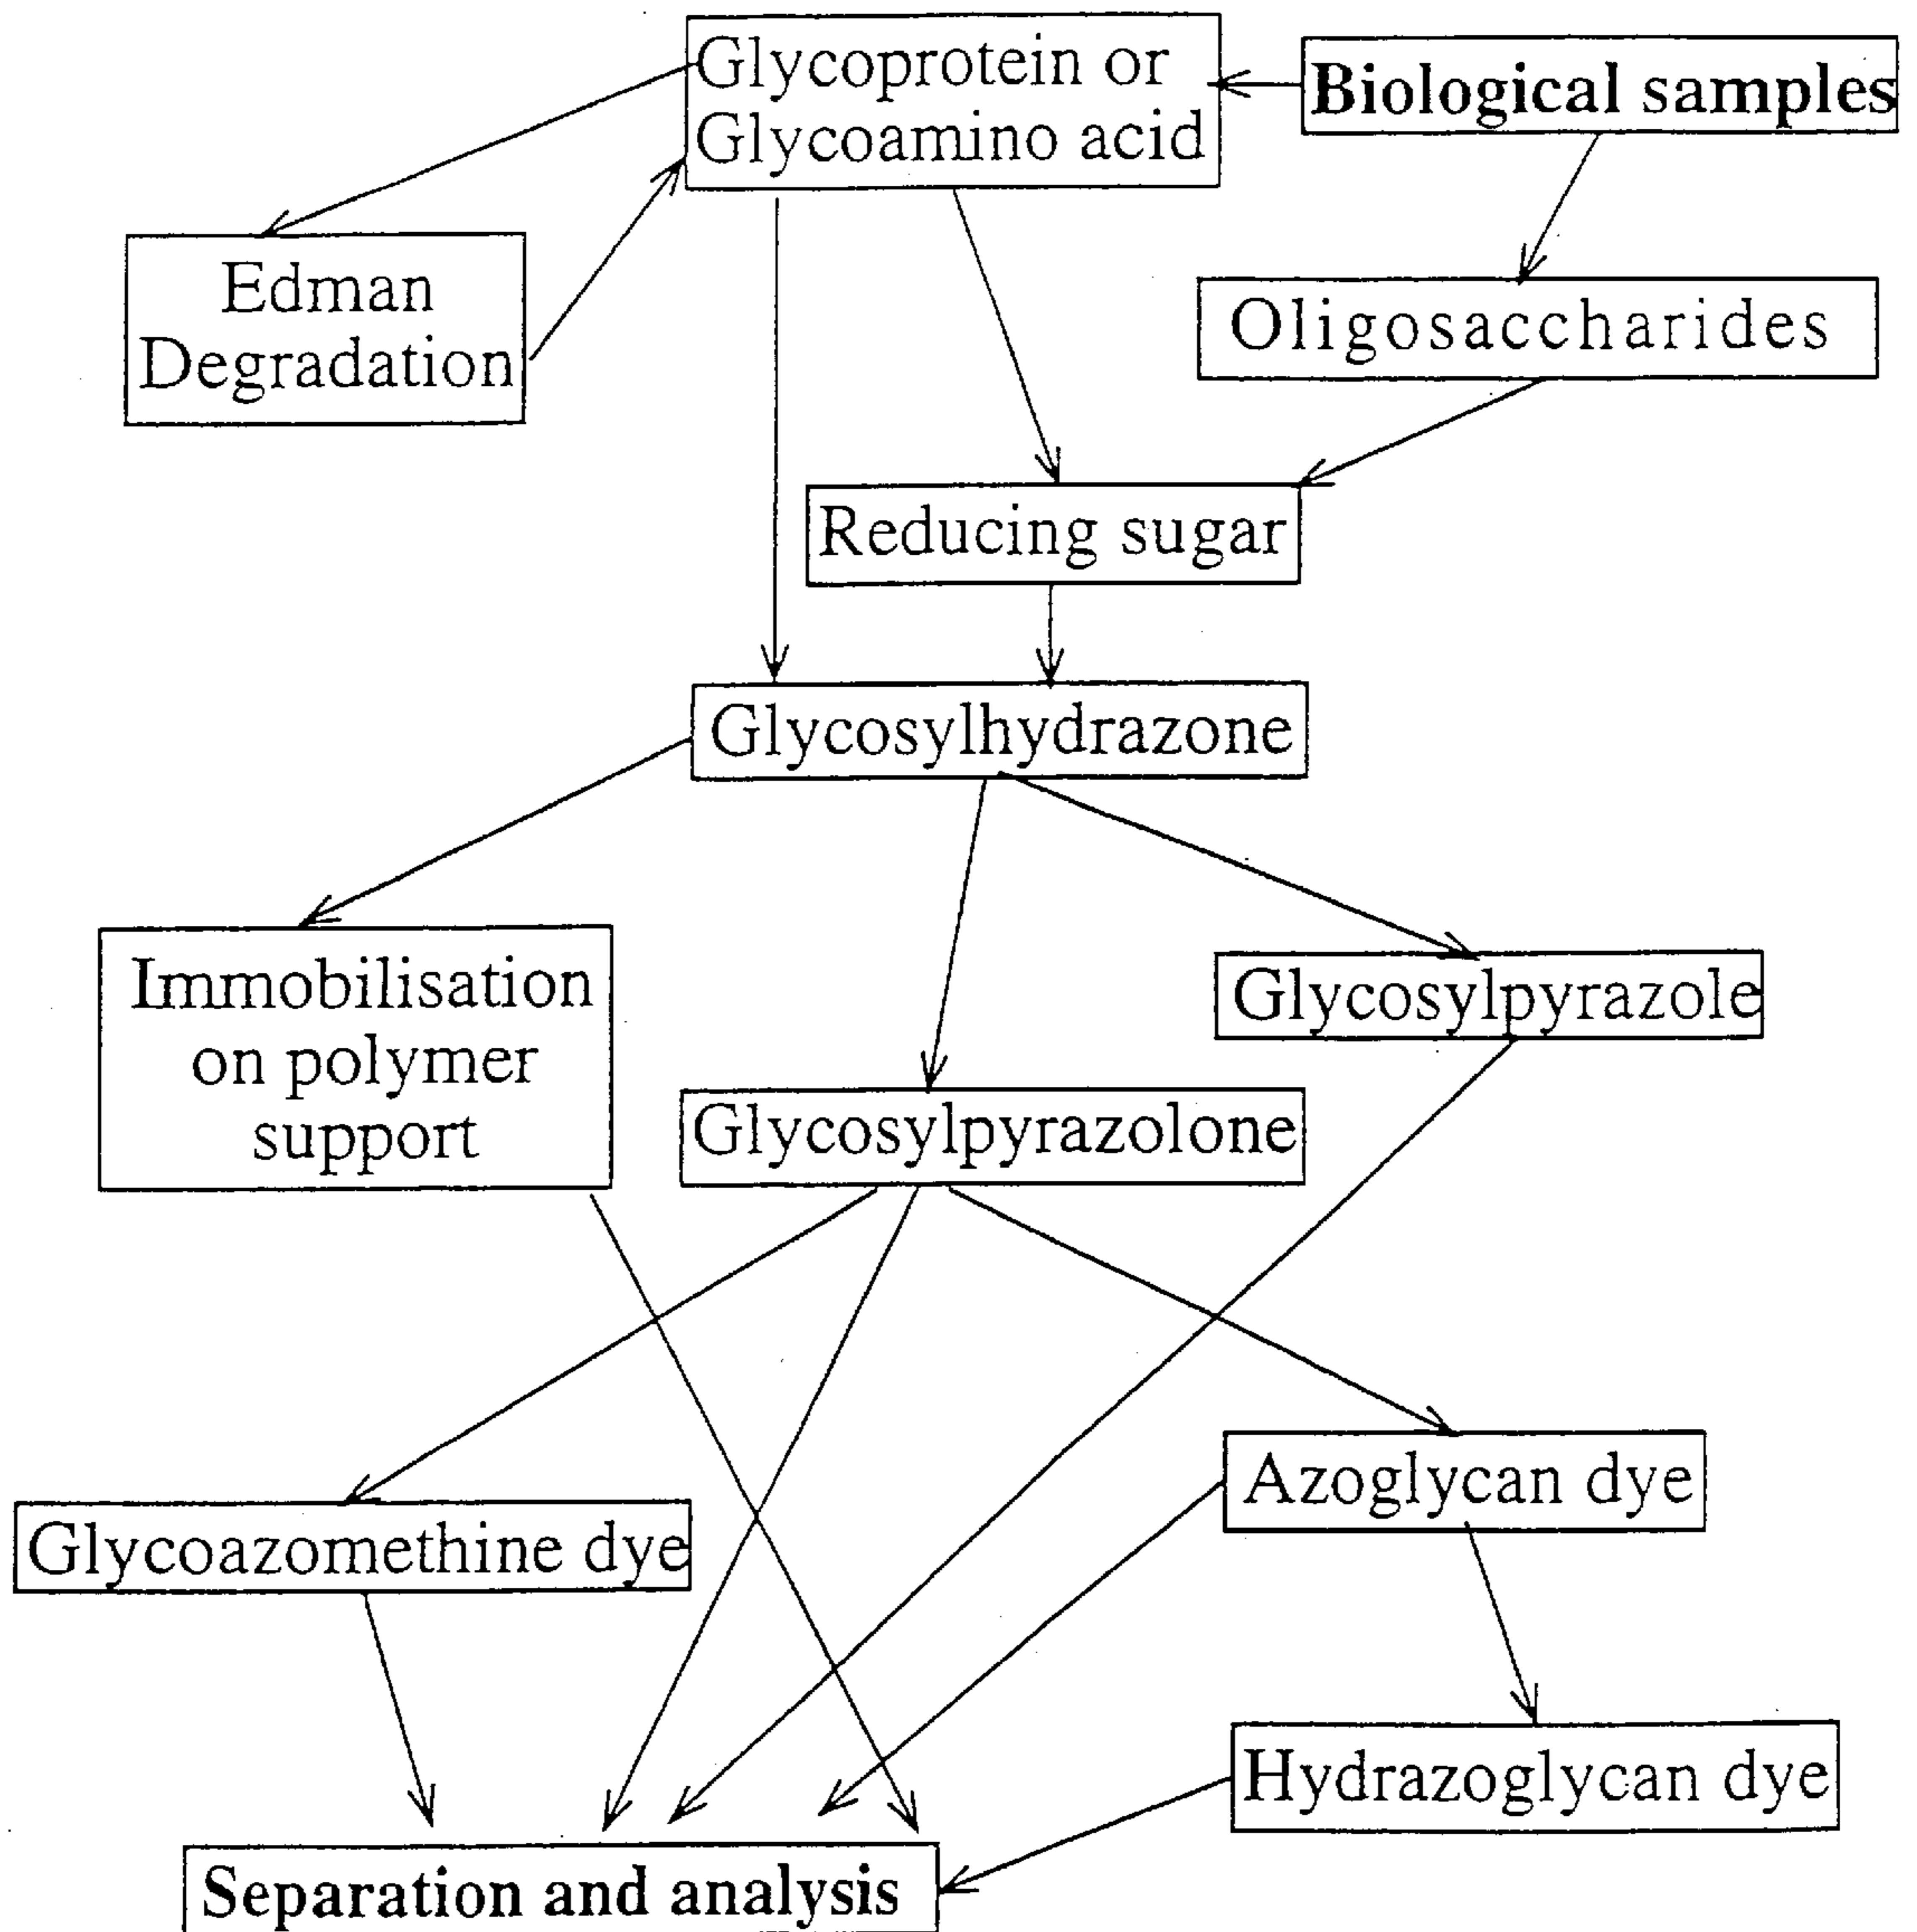 Glycoprotein or
Glycoamino acid
Biological samples
Edman
Degradation
Oligosaccharides
Reducing sugar
Glycosylhydrazone
Immobilisation
on polymer
support
Glycosylpyrazole
Glycosylpyrazolone
Azoglycan dye
Glycoazomethine dye
Hydrazoglycan dye
Separation and analysis